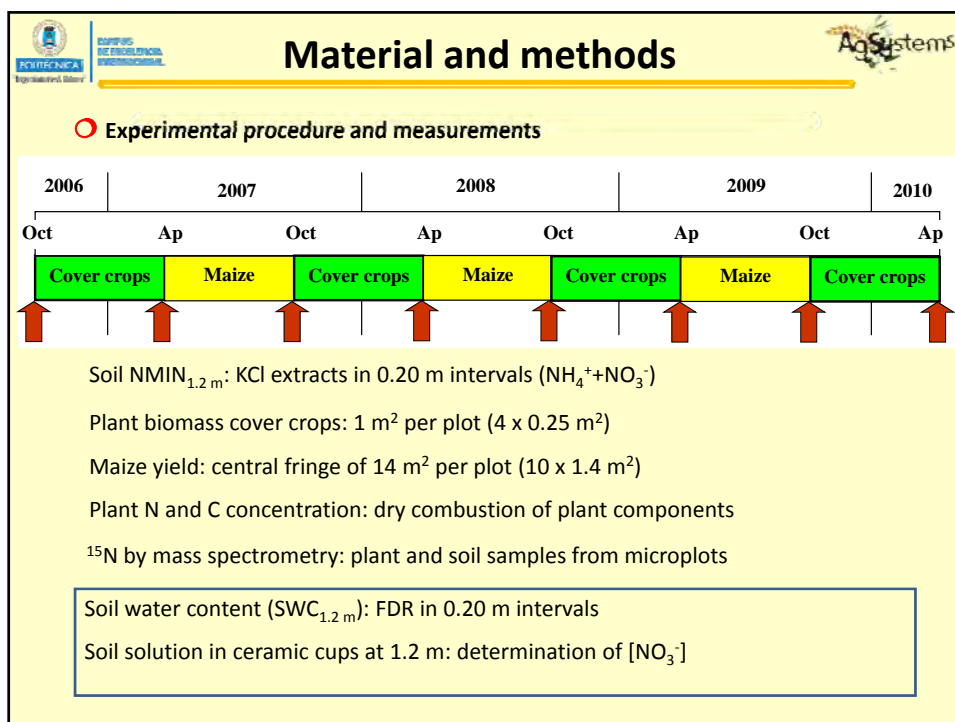 POLITÉCNICA
CAMPUS
DE EXCELENCIA
INTERNACIONAL
Material and methods
AgSystems
Experimental procedure and measurements
2006 2007 2008 2009 2010
Oct Ap Oct Ap Oct Ap Oct Ap
Cover crops Maize Cover crops Maize Cover crops Maize Cover crops
Soil NMIN1.2 m: KCl extracts in 0.20 m intervals (NH4++NO3-)
Plant biomass cover crops: 1 m2 per plot (4 x 0.25 m2)
Maize yield: central fringe of 14 m2 per plot (10 x 1.4 m2)
Plant N and C concentration: dry combustion of plant components
15N by mass spectrometry: plant and soil samples from microplots
Soil water content (SWC1.2 m): FDR in 0.20 m intervals
Soil solution in ceramic cups at 1.2 m: determination of [NO3-]